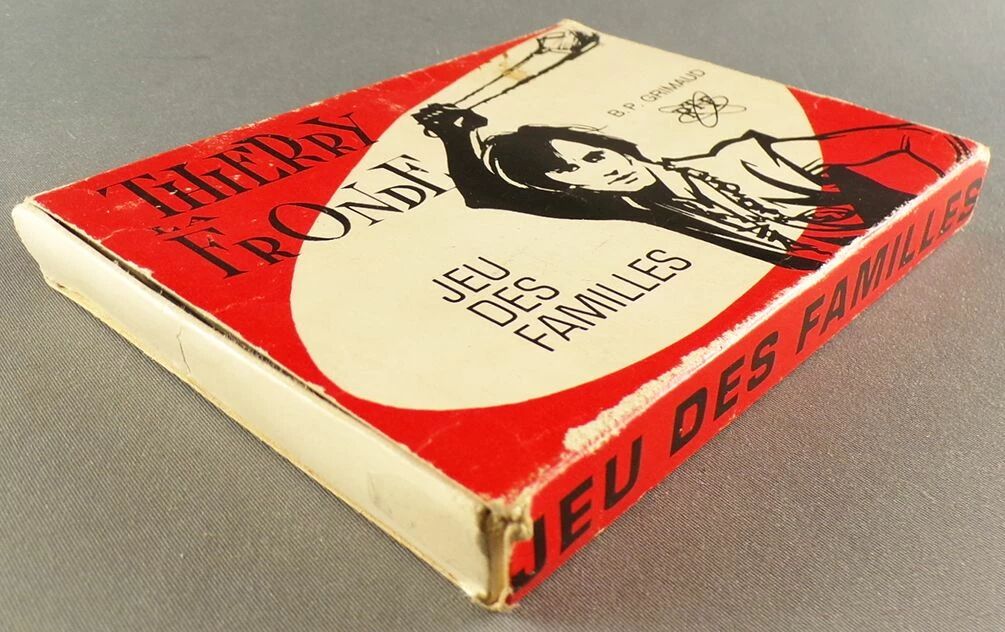 THIERRY
LA
FRONDE
B.P. GRIMAUD
JEU
DES
FAMILLES
JEU DES FAMILLES